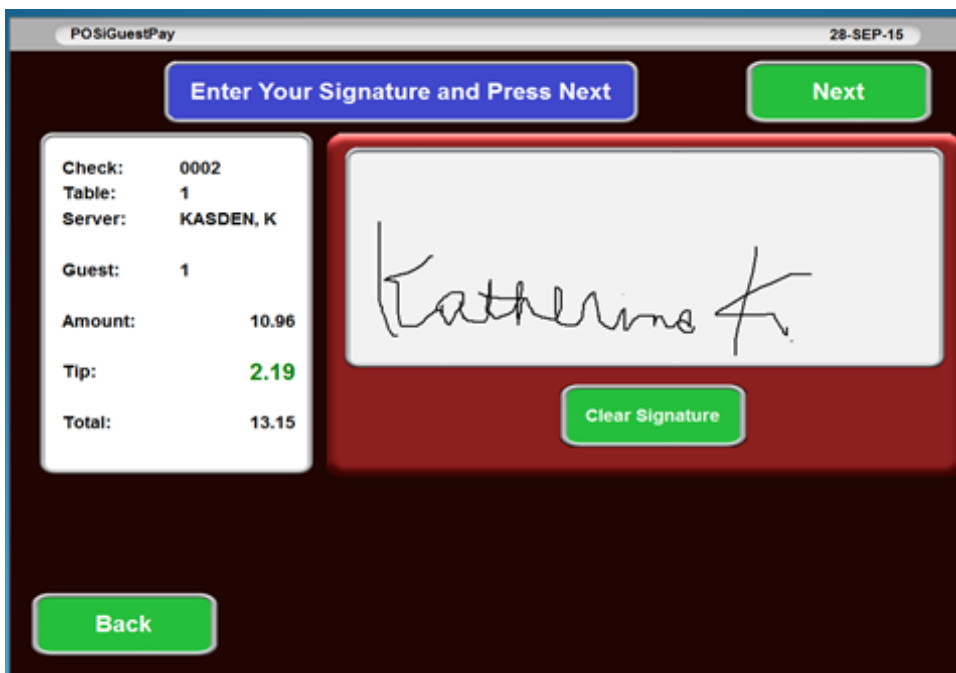 POSiGuestPay 28-SEP-15
Enter Your Signature and Press Next
Next
Check: 0002
Table: 1
Server: KASDEN, K
Guest: 1
Amount: 10.96
Tip: 2.19
Total: 13.15
Katherine K.
Clear Signature
Back